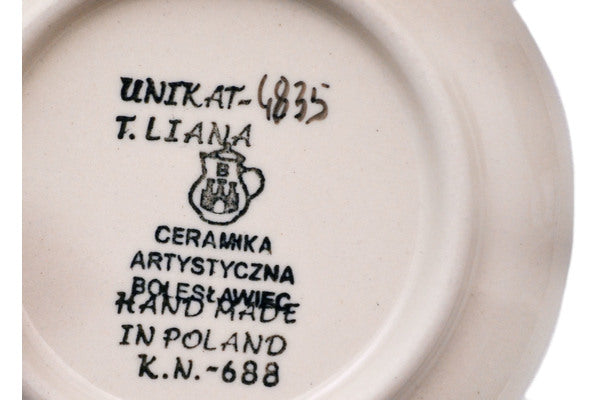 UNIKAT-4835
T. LIANA
B
CERAMIKA
ARTYSTYCZNA
BOLESŁAWIEC
HAND MADE
IN POLAND
K.N.-688